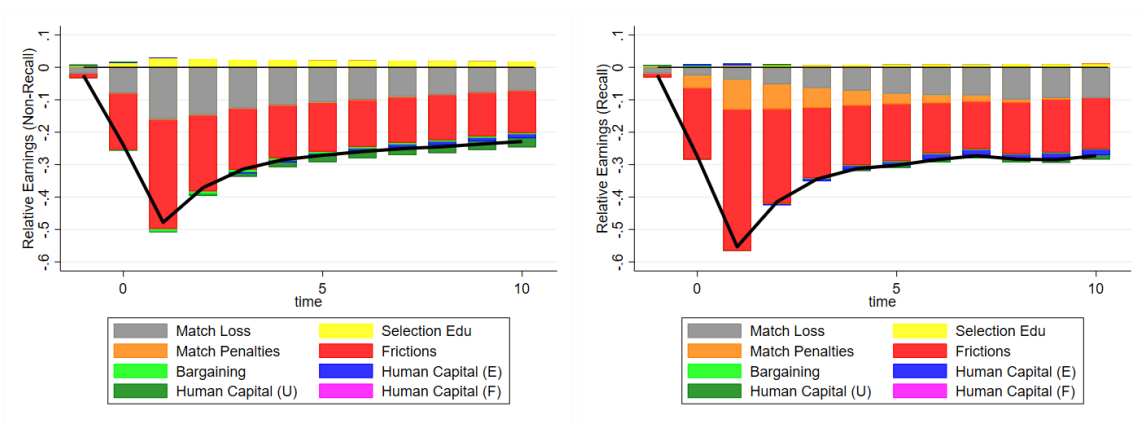 Relative Earnings (Non-Recall)
.1
0
-.1
-.2
-.3
-.4
-.5
-.6
0 5 10
time
Match Loss Selection Edu
Match Penalties Frictions
Bargaining Human Capital (E)
Human Capital (U) Human Capital (F)
Relative Earnings (Recall)
.1
0
-.1
-.2
-.3
-.4
-.5
-.6
0 5 10
time
Match Loss Selection Edu
Match Penalties Frictions
Bargaining Human Capital (E)
Human Capital (U) Human Capital (F)